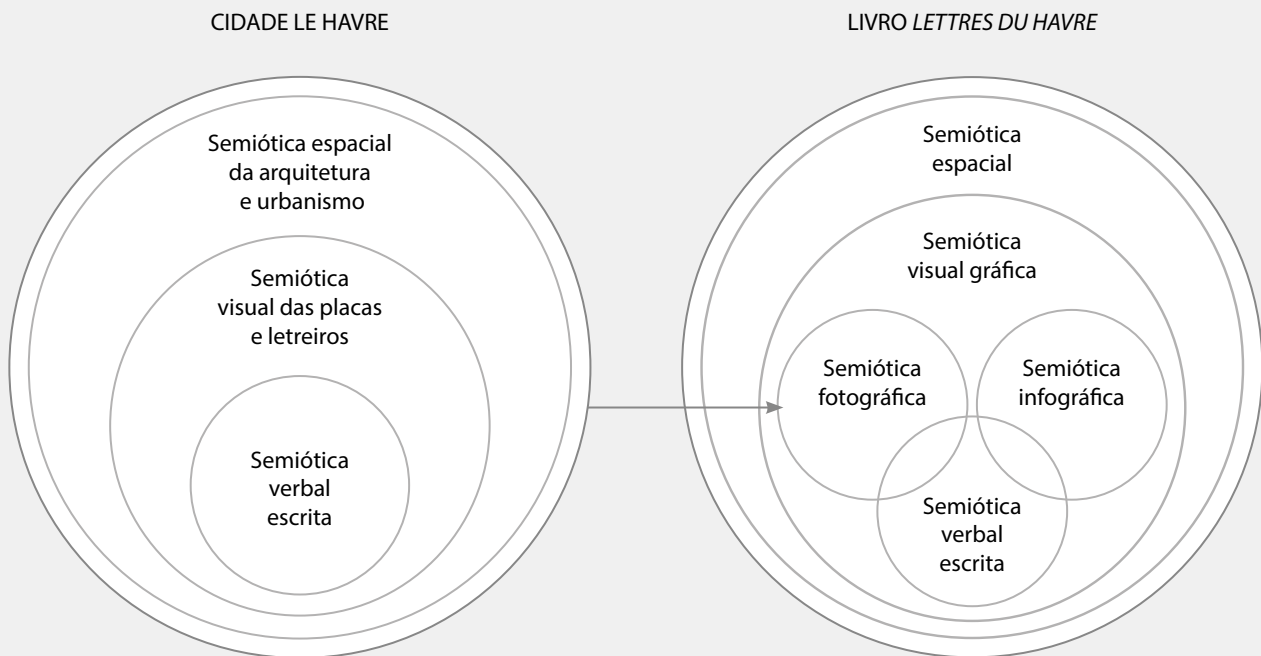 CIDADE LE HAVRE
Semiótica espacial
da arquitetura
e urbanismo
Semiótica
visual das placas
e letreiros
Semiótica
verbal
escrita
LIVRO LETTRES DU HAVRE
Semiótica
espacial
Semiótica
visual gráfica
Semiótica
fotográfica
Semiótica
infográfica
Semiótica
verbal
escrita